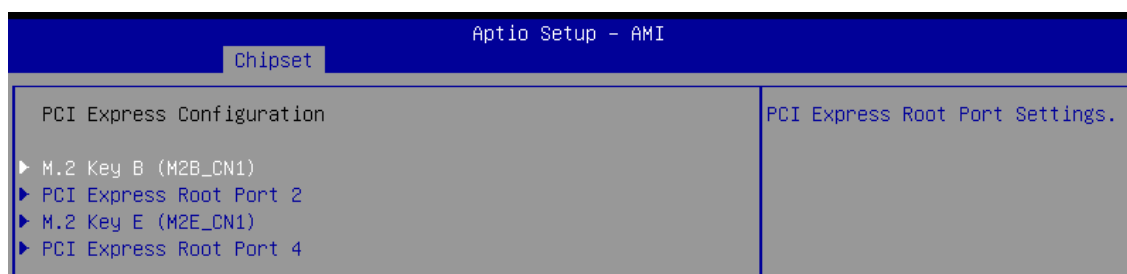 Aptio Setup – AMI
Chipset
PCI Express Configuration
PCI Express Root Port Settings.
M.2 Key B (M2B_CN1)
PCI Express Root Port 2
M.2 Key E (M2E_CN1)
PCI Express Root Port 4